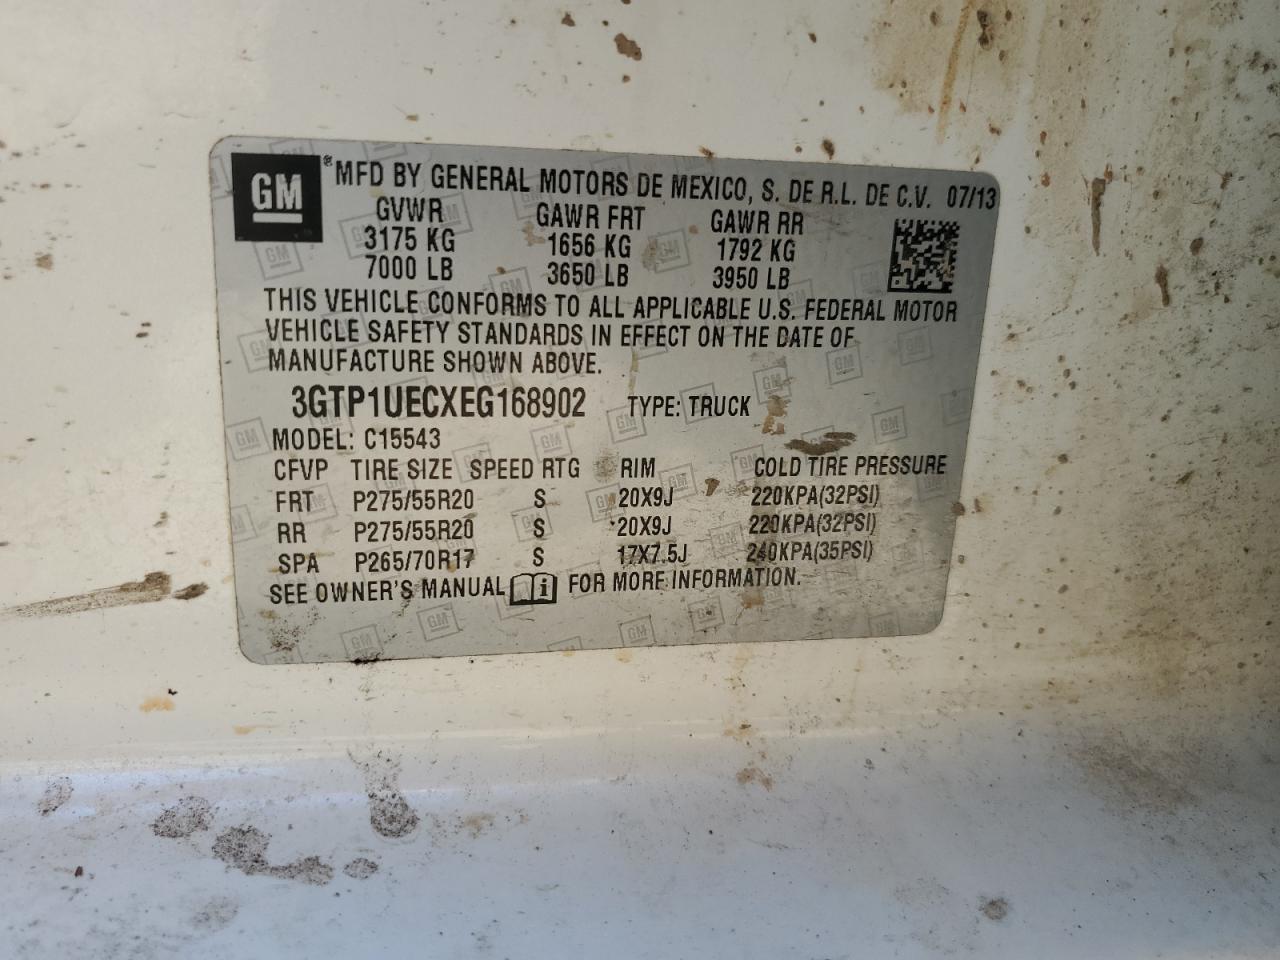 GM ® MFD BY GENERAL MOTORS DE MEXICO, S. DE R.L. DE C.V. 07/13
GVWR GAWR FRT GAWR RR
3175 KG 1656 KG 1792 KG
7000 LB 3650 LB 3950 LB
THIS VEHICLE CONFORMS TO ALL APPLICABLE U.S. FEDERAL MOTOR
VEHICLE SAFETY STANDARDS IN EFFECT ON THE DATE OF
MANUFACTURE SHOWN ABOVE.
3GTP1UECXEG168902 TYPE: TRUCK
MODEL: C15543
CFVP TIRE SIZE SPEED RTG RIM COLD TIRE PRESSURE
FRT P275/55R20 S 20X9J 220KPA(32PSI)
RR P275/55R20 S 20X9J 220KPA(32PSI)
SPA P265/70R17 S 17X7.5J 240KPA(35PSI)
SEE OWNER'S MANUAL i FOR MORE INFORMATION.